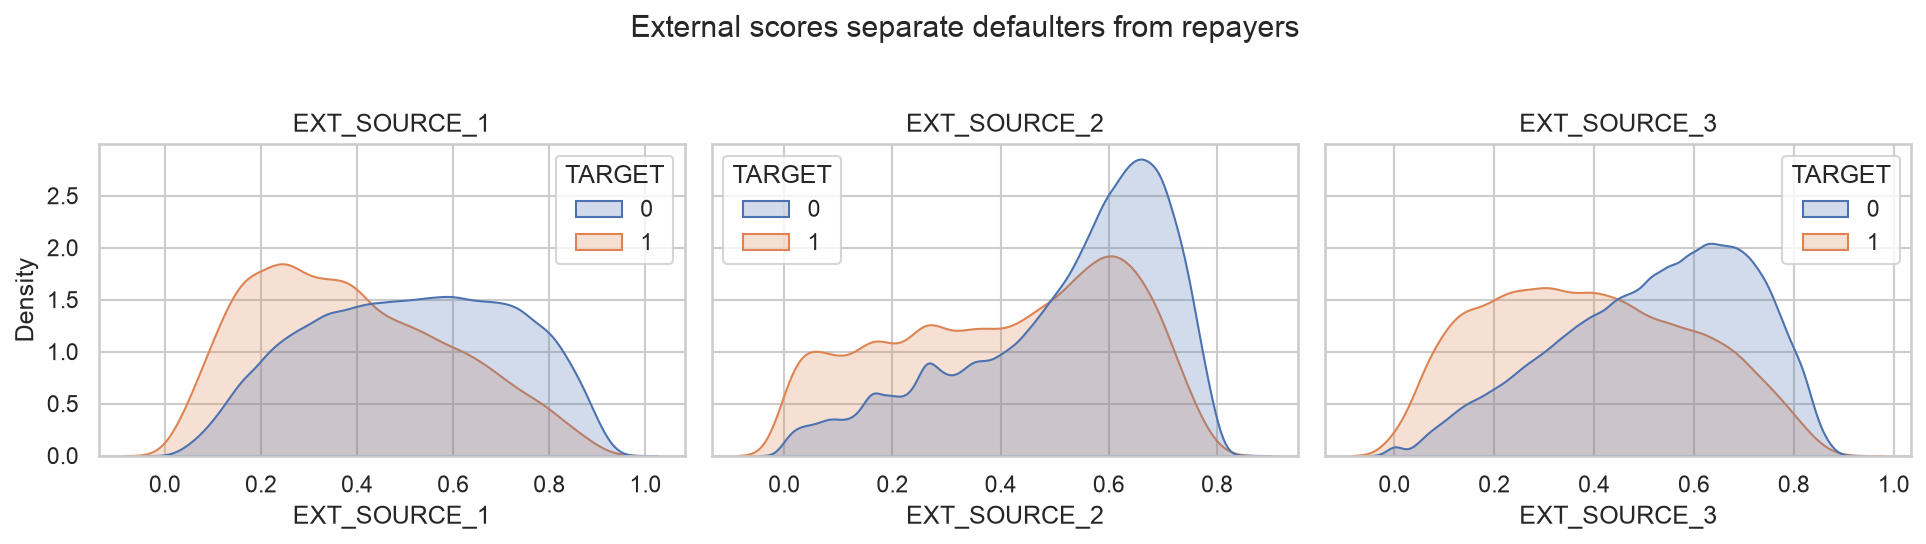 External scores separate defaulters from repayers
EXT_SOURCE_1
EXT_SOURCE_2
EXT_SOURCE_3
Density
2.5
2.0
1.5
1.0
0.5
0.0
TARGET
0
1
TARGET
0
1
TARGET
0
1
0.0 0.2 0.4 0.6 0.8 1.0
0.0 0.2 0.4 0.6 0.8
0.0 0.2 0.4 0.6 0.8 1.0
EXT_SOURCE_1
EXT_SOURCE_2
EXT_SOURCE_3